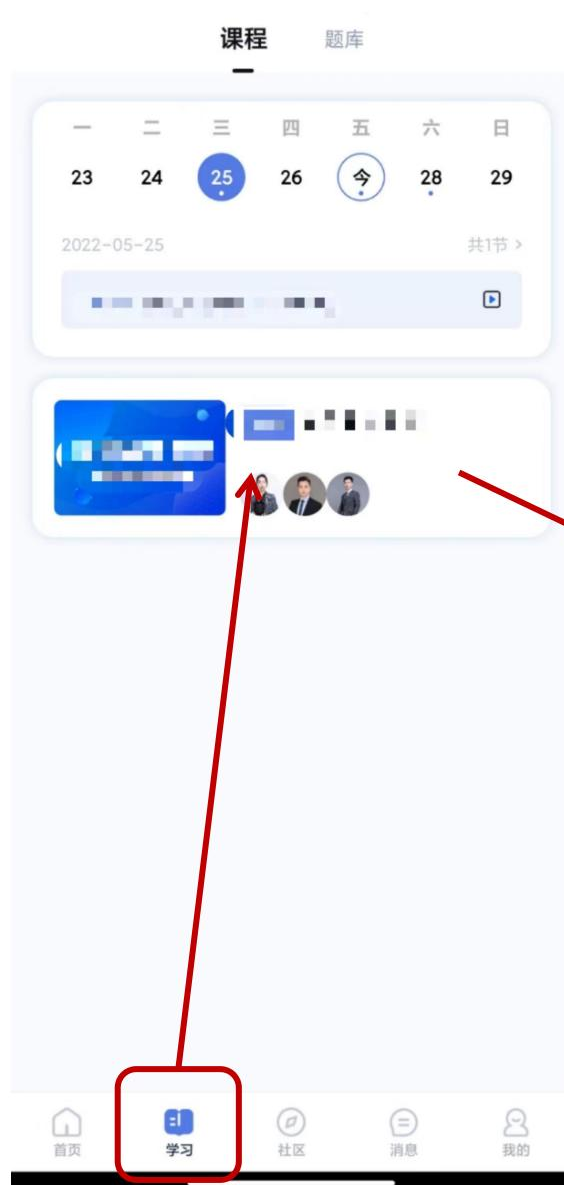 课程 题库
一 二 三 四 五 六 日
23 24 25 26 今 28 29
2022-05-25 共1节 >
首页 学习 社区 消息 我的